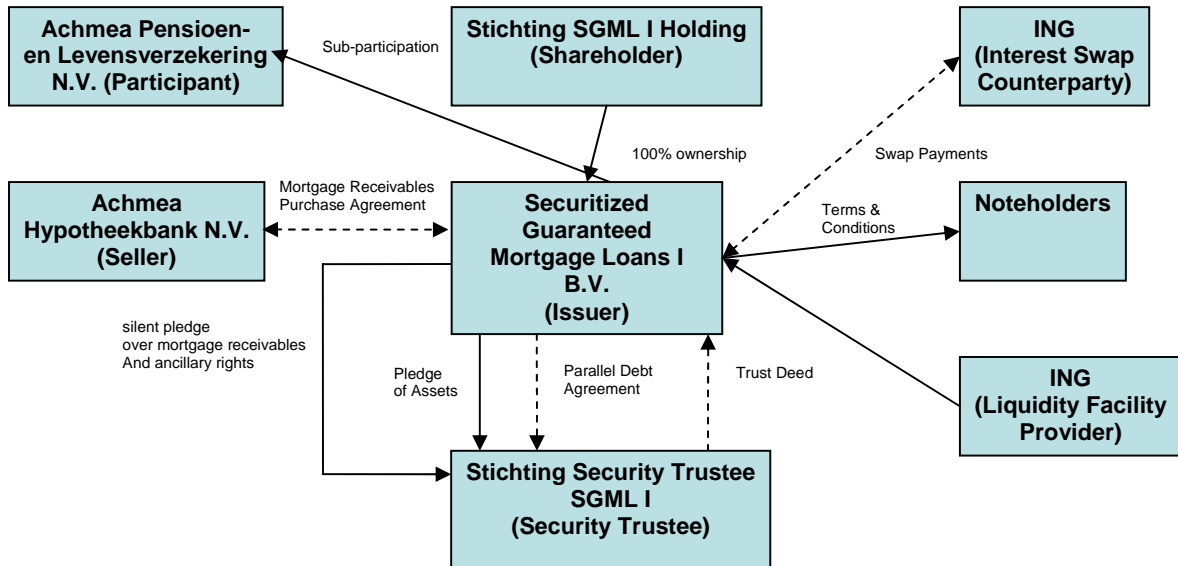 Achmea Pensioen-
en Levensverzekering
N.V. (Participant)
Sub-participation
Stichting SGML I Holding
(Shareholder)
ING
(Interest Swap
Counterparty)
100% ownership
Swap Payments
Achmea
Hypotheekbank N.V.
(Seller)
Mortgage Receivables
Purchase Agreement
Securitized
Guaranteed
Mortgage Loans I
B.V.
(Issuer)
Terms &
Conditions
Noteholders
silent pledge
over mortgage receivables
And ancillary rights
Pledge
of Assets
Parallel Debt
Agreement
Trust Deed
ING
(Liquidity Facility
Provider)
Stichting Security Trustee
SGML I
(Security Trustee)